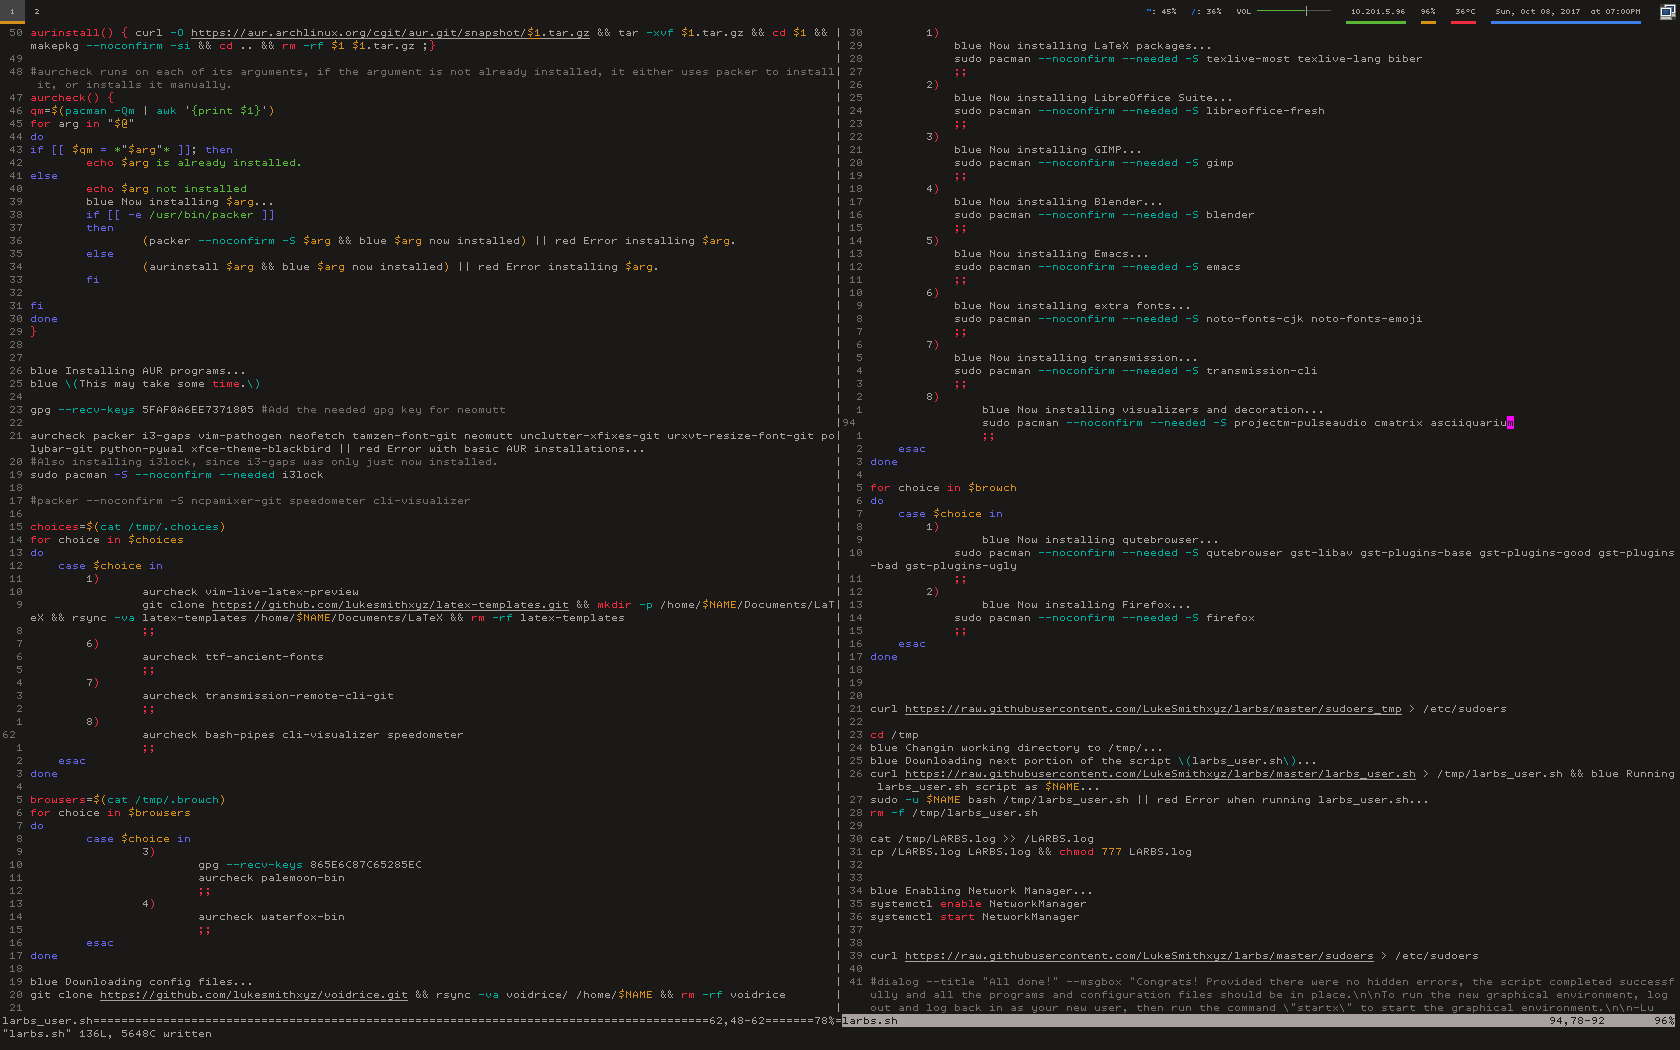 1 2 ~: 45% /: 36% VOL 10.201.5.96 96% 36°C Sun, Oct 08, 2017 at 07:00PM
50 aurinstall() { curl -O https://aur.archlinux.org/cgit/aur.git/snapshot/$1.tar.gz && tar -xvf $1.tar.gz && cd $1 &&
makepkg --noconfirm -si && cd .. && rm -rf $1 $1.tar.gz ;}
49
48 #aurcheck runs on each of its arguments, if the argument is not already installed, it either uses packer to install
it, or installs it manually.
47 aurcheck() {
46 qm=$(pacman -Qm | awk '{print $1}')
45 for arg in "$@"
44 do
43 if [[ $qm = *"$arg"* ]]; then
42 echo $arg is already installed.
41 else
40 echo $arg not installed
39 blue Now installing $arg...
38 if [[ -e /usr/bin/packer ]]
37 then
36 (packer --noconfirm -S $arg && blue $arg now installed) || red Error installing $arg.
35 else
34 (aurinstall $arg && blue $arg now installed) || red Error installing $arg.
33 fi
32
31 fi
30 done
29 }
28
27
26 blue Installing AUR programs...
25 blue \(This may take some time.\)
24
23 gpg --recv-keys 5FAF0A6EE7371805 #Add the needed gpg key for neomutt
22
21 aurcheck packer i3-gaps vim-pathogen neofetch tamzen-font-git neomutt unclutter-xfixes-git urxvt-resize-font-git po
lybar-git python-pywal xfce-theme-blackbird || red Error with basic AUR installations...
20 #Also installing i3lock, since i3-gaps was only just now installed.
19 sudo pacman -S --noconfirm --needed i3lock
18
17 #packer --noconfirm -S ncpamixer-git speedometer cli-visualizer
16
15 choices=$(cat /tmp/.choices)
14 for choice in $choices
13 do
12 case $choice in
11 1)
10 aurcheck vim-live-latex-preview
9 git clone https://github.com/lukesmithxyz/latex-templates.git && mkdir -p /home/$NAME/Documents/LaT
eX && rsync -va latex-templates /home/$NAME/Documents/LaTeX && rm -rf latex-templates
8 ;;
7 6)
6 aurcheck ttf-ancient-fonts
5 ;;
4 7)
3 aurcheck transmission-remote-cli-git
2 ;;
1 8)
62 aurcheck bash-pipes cli-visualizer speedometer
1 ;;
2 esac
3 done
4
5 browsers=$(cat /tmp/.browch)
6 for choice in $browsers
7 do
8 case $choice in
9 3)
10 gpg --recv-keys 865E6C87C65285EC
11 aurcheck palemoon-bin
12 ;;
13 4)
14 aurcheck waterfox-bin
15 ;;
16 esac
17 done
18
19 blue Downloading config files...
20 git clone https://github.com/lukesmithxyz/voidrice.git && rsync -va voidrice/ /home/$NAME && rm -rf voidrice
21
larbs_user.sh 62,48-62 78%
"larbs.sh" 136L, 5648C written
30 1)
29 blue Now installing LaTeX packages...
28 sudo pacman --noconfirm --needed -S texlive-most texlive-lang biber
27 ;;
26 2)
25 blue Now installing LibreOffice Suite...
24 sudo pacman --noconfirm --needed -S libreoffice-fresh
23 ;;
22 3)
21 blue Now installing GIMP...
20 sudo pacman --noconfirm --needed -S gimp
19 ;;
18 4)
17 blue Now installing Blender...
16 sudo pacman --noconfirm --needed -S blender
15 ;;
14 5)
13 blue Now installing Emacs...
12 sudo pacman --noconfirm --needed -S emacs
11 ;;
10 6)
9 blue Now installing extra fonts...
8 sudo pacman --noconfirm --needed -S noto-fonts-cjk noto-fonts-emoji
7 ;;
6 7)
5 blue Now installing transmission...
4 sudo pacman --noconfirm --needed -S transmission-cli
3 ;;
2 8)
1 blue Now installing visualizers and decoration...
94 sudo pacman --noconfirm --needed -S projectm-pulseaudio cmatrix asciiquarium
1 ;;
2 esac
3 done
4
5 for choice in $browch
6 do
7 case $choice in
8 1)
9 blue Now installing qutebrowser...
10 sudo pacman --noconfirm --needed -S qutebrowser gst-libav gst-plugins-base gst-plugins-good gst-plugins
-bad gst-plugins-ugly
11 ;;
12 2)
13 blue Now installing Firefox...
14 sudo pacman --noconfirm --needed -S firefox
15 ;;
16 esac
17 done
18
19
20
21 curl https://raw.githubusercontent.com/LukeSmithxyz/larbs/master/sudoers_tmp > /etc/sudoers
22
23 cd /tmp
24 blue Changin working directory to /tmp/...
25 blue Downloading next portion of the script \(larbs_user.sh\)...
26 curl https://raw.githubusercontent.com/LukeSmithxyz/larbs/master/larbs_user.sh > /tmp/larbs_user.sh && blue Running
larbs_user.sh script as $NAME...
27 sudo -u $NAME bash /tmp/larbs_user.sh || red Error when running larbs_user.sh...
28 rm -f /tmp/larbs_user.sh
29
30 cat /tmp/LARBS.log >> /LARBS.log
31 cp /LARBS.log LARBS.log && chmod 777 LARBS.log
32
33
34 blue Enabling Network Manager...
35 systemctl enable NetworkManager
36 systemctl start NetworkManager
37
38
39 curl https://raw.githubusercontent.com/LukeSmithxyz/larbs/master/sudoers > /etc/sudoers
40
41 #dialog --title "All done!" --msgbox "Congrats! Provided there were no hidden errors, the script completed successf
ully and all the programs and configuration files should be in place.\n\nTo run the new graphical environment, log
out and log back in as your new user, then run the command \"startx\" to start the graphical environment.\n\n-Lu
larbs.sh 94,78-92 96%